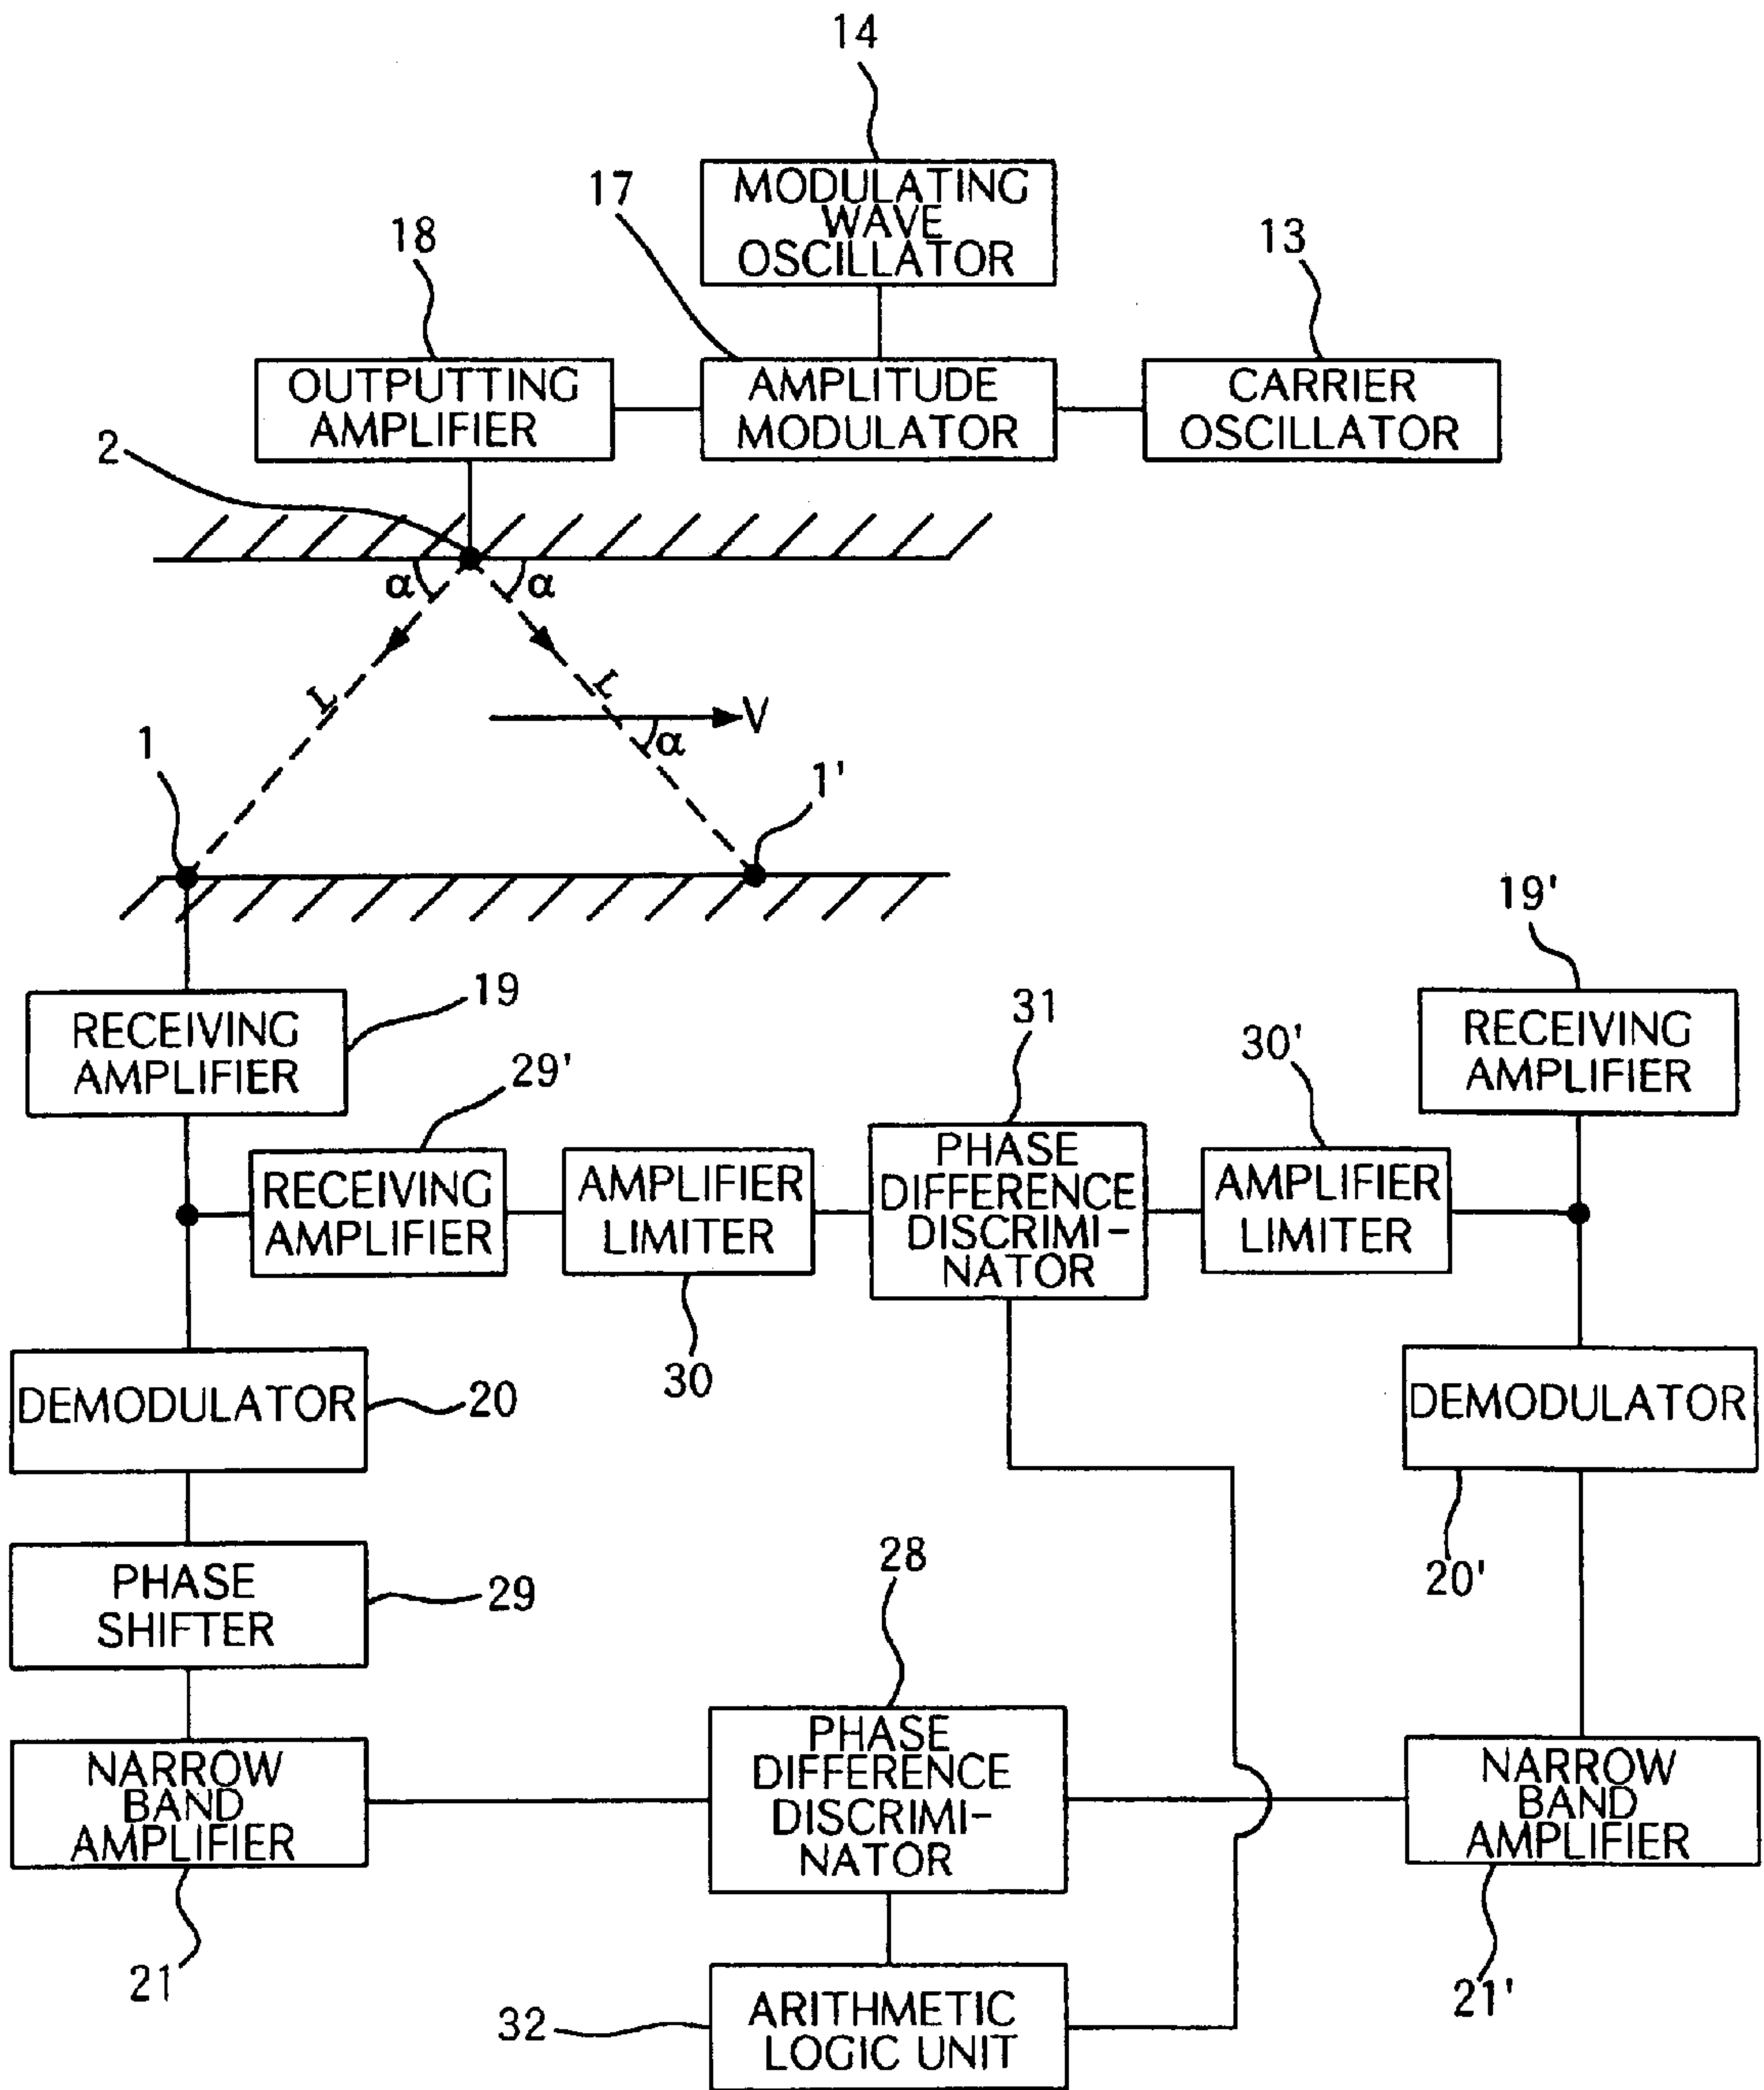 14
MODULATING
WAVE
OSCILLATOR
17
18
13
OUTPUTTING
AMPLIFIER
AMPLITUDE
MODULATOR
CARRIER
OSCILLATOR
2
α
α
L
L
V
α
1
1'
19'
19
RECEIVING
AMPLIFIER
31
30'
RECEIVING
AMPLIFIER
29'
RECEIVING
AMPLIFIER
AMPLIFIER
LIMITER
PHASE
DIFFERENCE
DISCRIMI-
NATOR
AMPLIFIER
LIMITER
30
DEMODULATOR
20
DEMODULATOR
20'
PHASE
SHIFTER
29
28
NARROW
BAND
AMPLIFIER
PHASE
DIFFERENCE
DISCRIMI-
NATOR
NARROW
BAND
AMPLIFIER
21
21'
32
ARITHMETIC
LOGIC UNIT